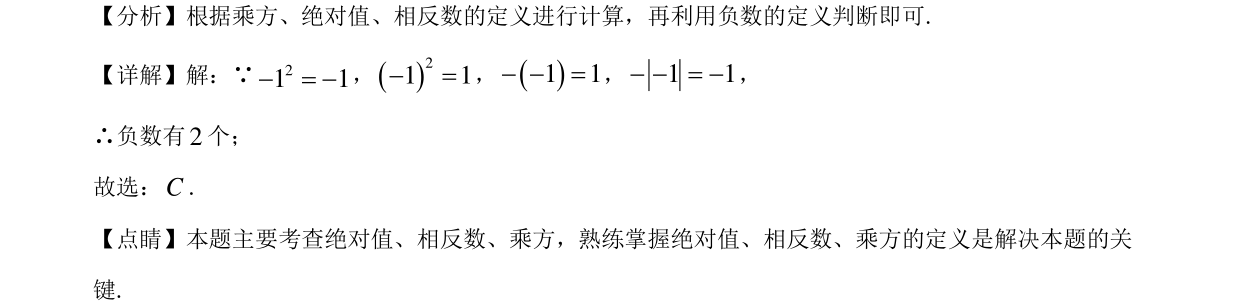 【分析】根据乘方、绝对值、相反数的定义进行计算，再利用负数的定义判断即可.
【详解】解：∵ −1² = −1，(−1)² = 1，−(−1) = 1，−|−1| = −1，
∴负数有 2 个；
故选：C.
【点睛】本题主要考查绝对值、相反数、乘方，熟练掌握绝对值、相反数、乘方的定义是解决本题的关
键.